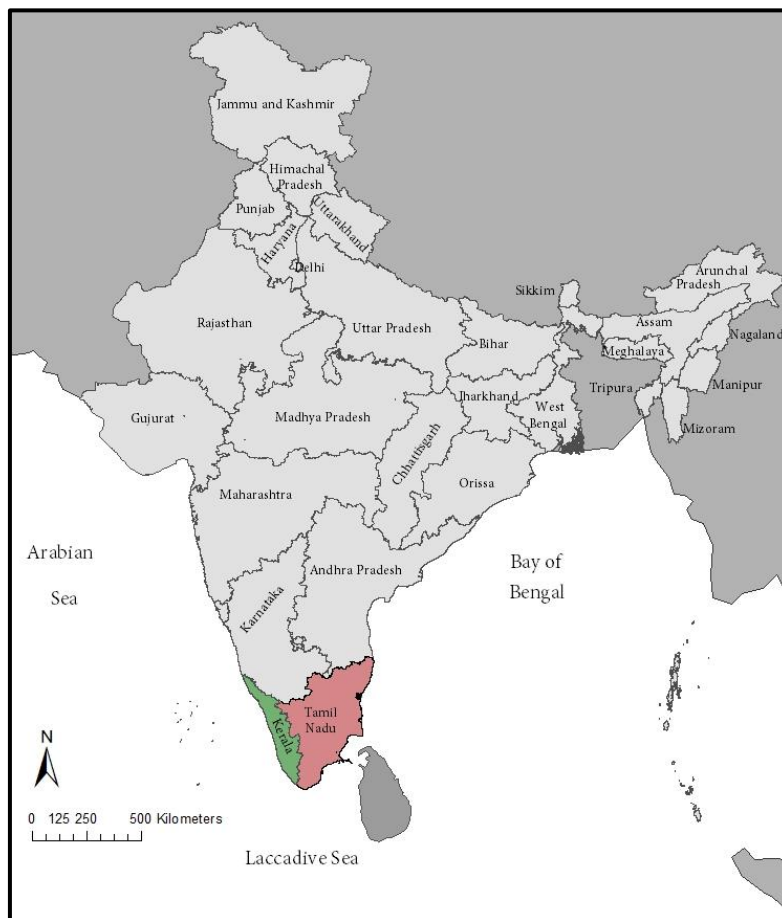 Jammu and Kashmir
Himachal
Pradesh
Punjab
Uttarakhand
Haryana
Delhi
Rajasthan
Uttar Pradesh
Bihar
Sikkim
Arunchal
Pradesh
Assam
Nagaland
Meghalaya
Manipur
Tripura
Mizoram
Gujurat
Madhya Pradesh
Jharkhand
West
Bengal
Chhattisgarh
Orissa
Maharashtra
Andhra Pradesh
Karnataka
Arabian
Sea
Bay of
Bengal
Tamil
Nadu
Kerala
N
0 125 250 500 Kilometers
Laccadive Sea